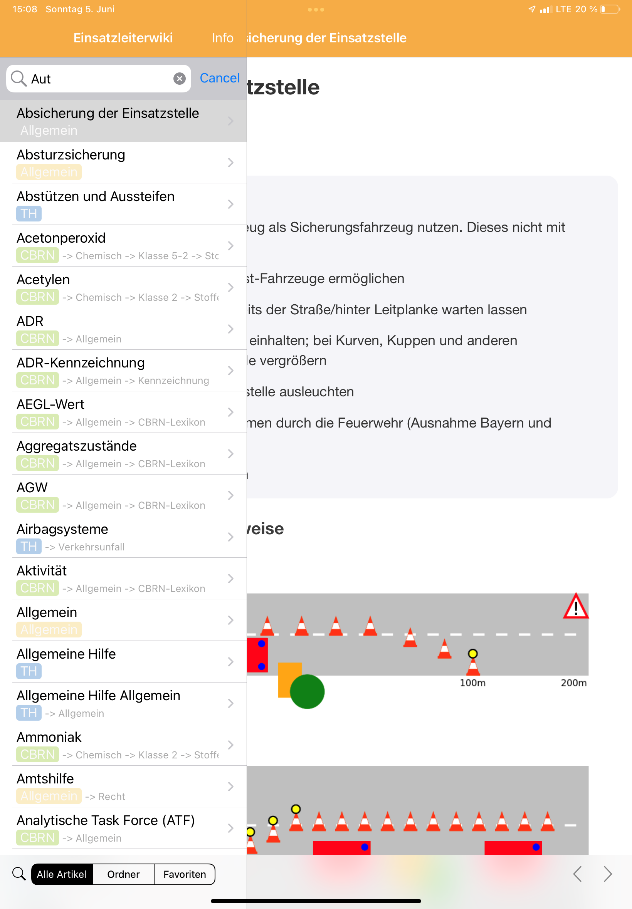 15:08 Sonntag 5. Juni
LTE 20 %
Einsatzleiterwiki
Info
sicherung der Einsatzstelle
Aut
Cancel
tzstelle
Absicherung der Einsatzstelle
Allgemein
Absturzsicherung
Allgemein
Abstützen und Aussteifen
TH
Acetonperoxid
CBRN -> Chemisch -> Klasse 5-2 -> Sto
Acetylen
CBRN -> Chemisch -> Klasse 2 -> Stoffe
ADR
CBRN -> Allgemein
ADR-Kennzeichnung
CBRN -> Allgemein -> Kennzeichnung
AEGL-Wert
CBRN -> Allgemein -> CBRN-Lexikon
Aggregatszustände
CBRN -> Allgemein -> CBRN-Lexikon
AGW
CBRN -> Allgemein -> CBRN-Lexikon
Airbagsysteme
TH -> Verkehrsunfall
Aktivität
CBRN -> Allgemein -> CBRN-Lexikon
Allgemein
Allgemein
Allgemeine Hilfe
TH
Allgemeine Hilfe Allgemein
TH -> Allgemein
Ammoniak
CBRN -> Chemisch -> Klasse 2 -> Stoffe
Amtshilfe
Allgemein -> Recht
Analytische Task Force (ATF)
CBRN -> Allgemein
Alle Artikel
Ordner
Favoriten
ug als Sicherungsfahrzeug nutzen. Dieses nicht mit
st-Fahrzeuge ermöglichen
its der Straße/hinter Leitplanke warten lassen
einhalten; bei Kurven, Kuppen und anderen
le vergrößern
stelle ausleuchten
men durch die Feuerwehr (Ausnahme Bayern und
weise
100m
200m